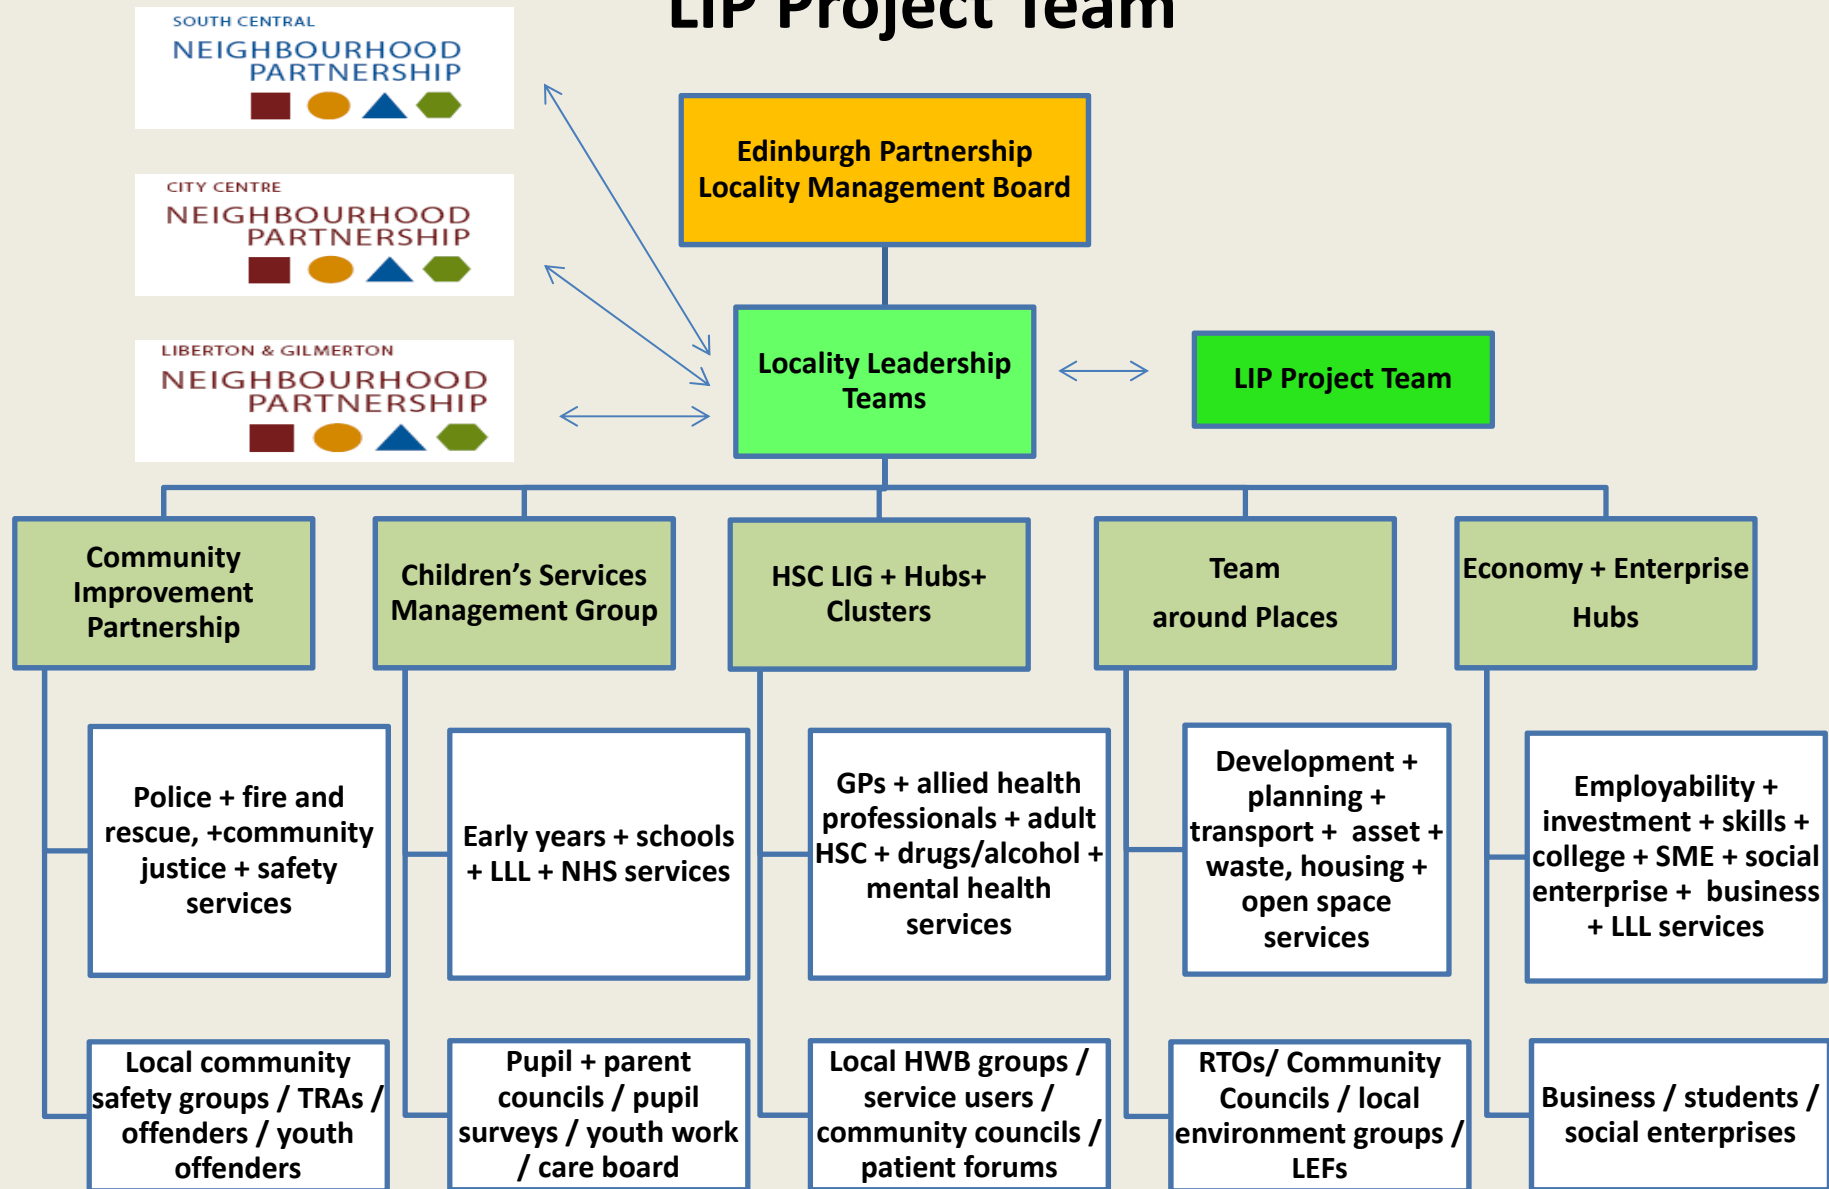 LIP Project Team
SOUTH CENTRAL
NEIGHBOURHOOD
PARTNERSHIP
CITY CENTRE
NEIGHBOURHOOD
PARTNERSHIP
LIBERTON & GILMERTON
NEIGHBOURHOOD
PARTNERSHIP
Edinburgh Partnership
Locality Management Board
Locality Leadership
Teams
LIP Project Team
Community
Improvement
Partnership
Children’s Services
Management Group
HSC LIG + Hubs+
Clusters
Team
around Places
Economy + Enterprise
Hubs
Police + fire and
rescue, +community
justice + safety
services
Early years + schools
+ LLL + NHS services
GPs + allied health
professionals + adult
HSC + drugs/alcohol +
mental health
services
Development +
planning +
transport + asset +
waste, housing +
open space
services
Employability +
investment + skills +
college + SME + social
enterprise + business
+ LLL services
Local community
safety groups / TRAs /
offenders / youth
offenders
Pupil + parent
councils / pupil
surveys / youth work
/ care board
Local HWB groups /
service users /
community councils /
patient forums
RTOs/ Community
Councils / local
environment groups /
LEFs
Business / students /
social enterprises